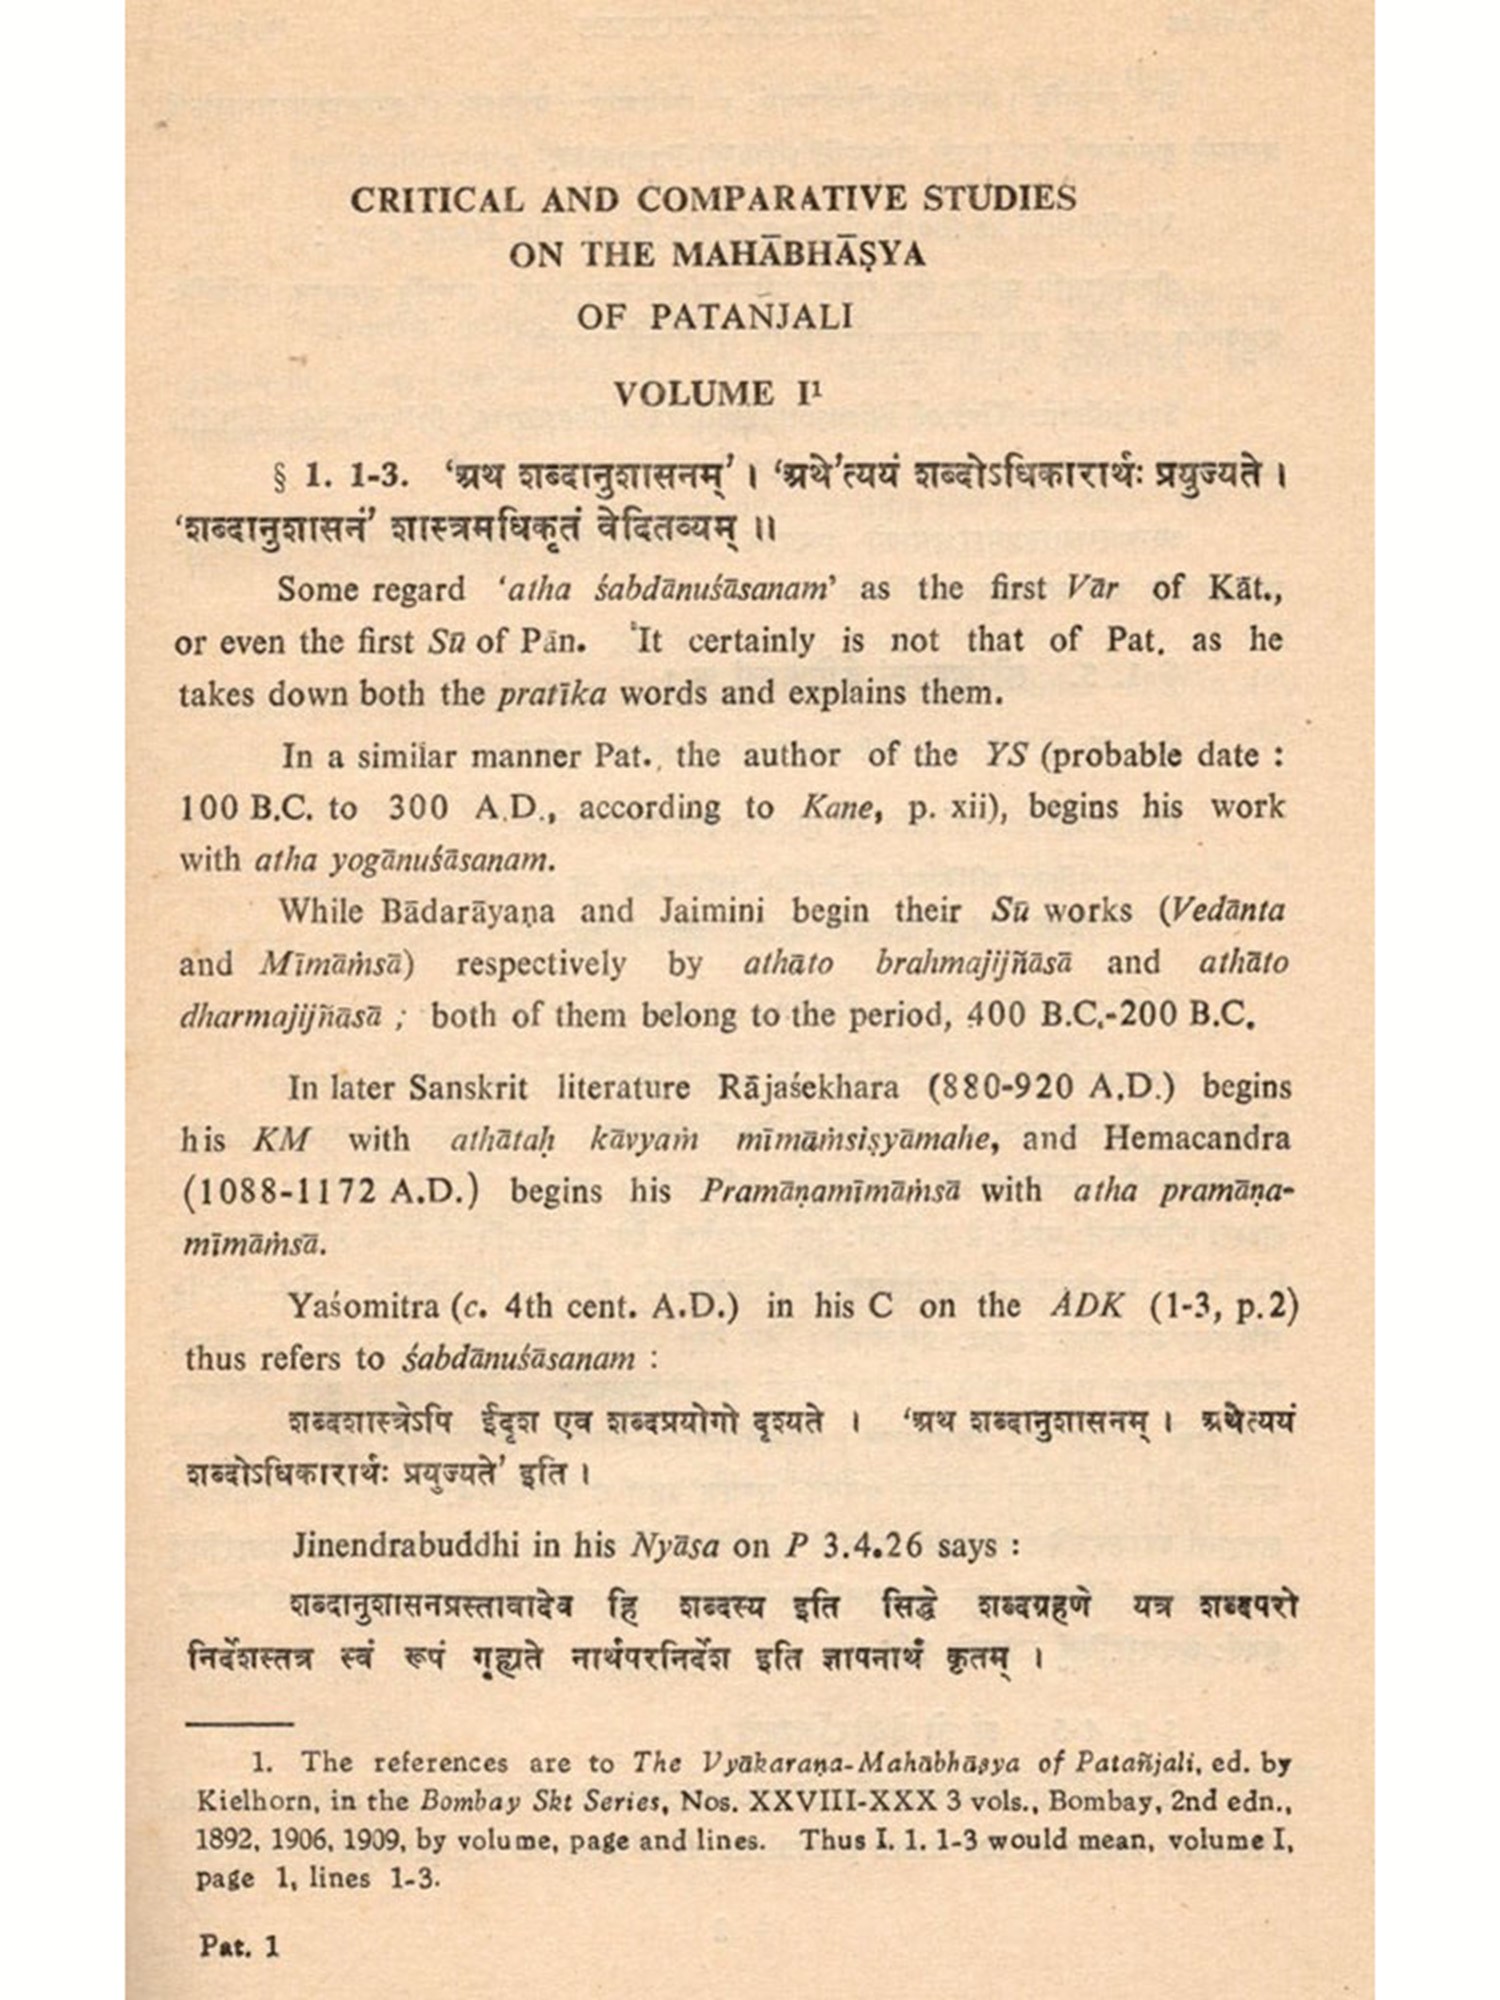 CRITICAL AND COMPARATIVE STUDIES
ON THE MAHĀBHĀṢYA
OF PATAÑJALI
VOLUME I¹
§ 1. 1-3. ‘अथ शब्दानुशासनम्’ । ‘अथे’त्ययं शब्दोऽधिकारार्थः प्रयुज्यते ।
‘शब्दानुशासनं’ शास्त्रमधिकृतं वेदितव्यम् ।।
Some regard ‘atha śabdānuśāsanam’ as the first Vār of Kāt.,
or even the first Sū of Pān. It certainly is not that of Pat. as he
takes down both the pratīka words and explains them.
In a similar manner Pat., the author of the YS (probable date :
100 B.C. to 300 A.D., according to Kane, p. xii), begins his work
with atha yogānuśāsanam.
While Bādarāyaṇa and Jaimini begin their Sū works (Vedānta
and Mīmāṁsā) respectively by athāto brahmajijñāsā and athāto
dharmajijñāsā ; both of them belong to the period, 400 B.C.-200 B.C.
In later Sanskrit literature Rājaśekhara (880-920 A.D.) begins
his KM with athātaḥ kāvyaṁ mīmāṁsiṣyāmahe, and Hemacandra
(1088-1172 A.D.) begins his Pramāṇamīmāṁsā with atha pramāṇa-
mīmāṁsā.
Yaśomitra (c. 4th cent. A.D.) in his C on the ADK (1-3, p.2)
thus refers to śabdānuśāsanam :
शब्दशास्त्रेऽपि ईदृश एव शब्दप्रयोगो दृश्यते । ‘अथ शब्दानुशासनम् । अथेत्ययं
शब्दोऽधिकारार्थः प्रयुज्यते’ इति ।
Jinendrabuddhi in his Nyāsa on P 3.4.26 says :
शब्दानुशासनप्रस्तावादेव हि शब्दस्य इति सिद्धे शब्दग्रहणे यत्र शब्दपरो
निर्देशस्तत्र स्वं रूपं गृह्यते नार्थपरनिर्देश इति ज्ञापनार्थं कृतम् ।
1. The references are to The Vyākaraṇa-Mahābhāṣya of Patañjali, ed. by
Kielhorn, in the Bombay Skt Series, Nos. XXVIII-XXX 3 vols., Bombay, 2nd edn.,
1892, 1906, 1909, by volume, page and lines. Thus I. 1. 1-3 would mean, volume I,
page 1, lines 1-3.
Pat. 1